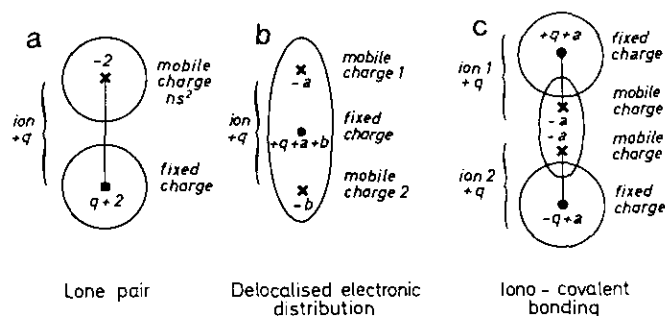 a
-2
mobile
charge
ns²
ion
+q
q+2
fixed
charge
Lone pair
b
mobile
charge 1
-a
ion
+q
fixed
charge
+q+a+b
mobile
charge 2
-b
Delocalised electronic
distribution
c
+q+a
fixed
charge
ion 1
+q
mobile
charge
-a
-a
mobile
charge
ion 2
+q
fixed
charge
-q+a
Iono-covalent
bonding